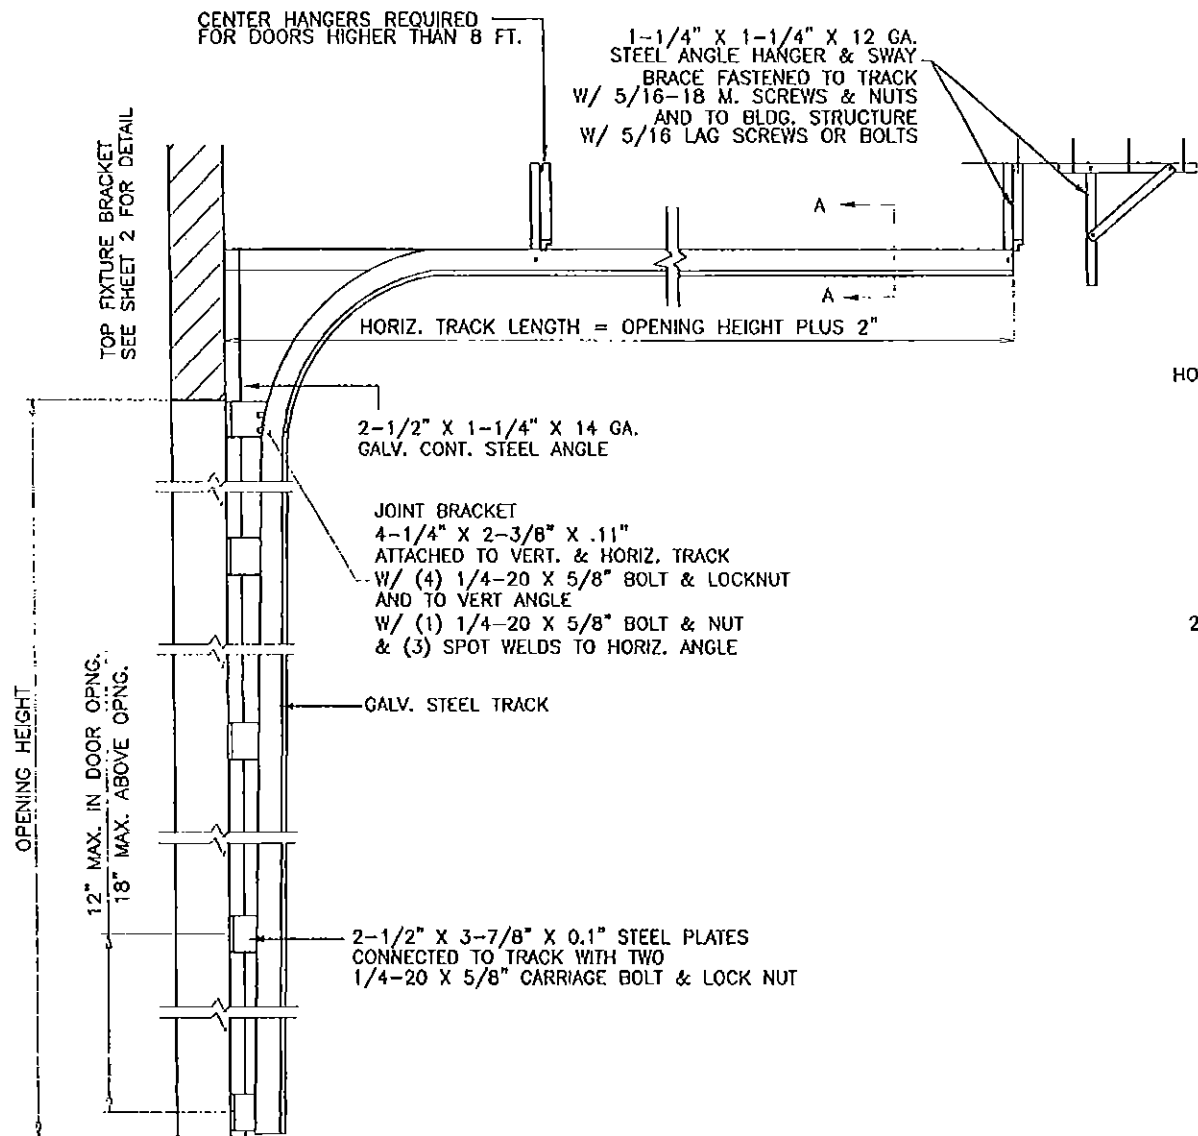 CENTER HANGERS REQUIRED
FOR DOORS HIGHER THAN 8 FT.
1-1/4" X 1-1/4" X 12 GA.
STEEL ANGLE HANGER & SWAY
BRACE FASTENED TO TRACK
W/ 5/16-18 M. SCREWS & NUTS
AND TO BLDG. STRUCTURE
W/ 5/16 LAG SCREWS OR BOLTS
TOP FIXTURE BRACKET
SEE SHEET 2 FOR DETAIL
A
A
HORIZ. TRACK LENGTH = OPENING HEIGHT PLUS 2"
HO
2-1/2" X 1-1/4" X 14 GA.
GALV. CONT. STEEL ANGLE
JOINT BRACKET
4-1/4" X 2-3/8" X .11"
ATTACHED TO VERT. & HORIZ. TRACK
W/ (4) 1/4-20 X 5/8" BOLT & LOCKNUT
AND TO VERT ANGLE
W/ (1) 1/4-20 X 5/8" BOLT & NUT
& (3) SPOT WELDS TO HORIZ. ANGLE
2
GALV. STEEL TRACK
OPENING HEIGHT
12" MAX. IN DOOR OPNG.
18" MAX. ABOVE OPNG.
2-1/2" X 3-7/8" X 0.1" STEEL PLATES
CONNECTED TO TRACK WITH TWO
1/4-20 X 5/8" CARRIAGE BOLT & LOCK NUT